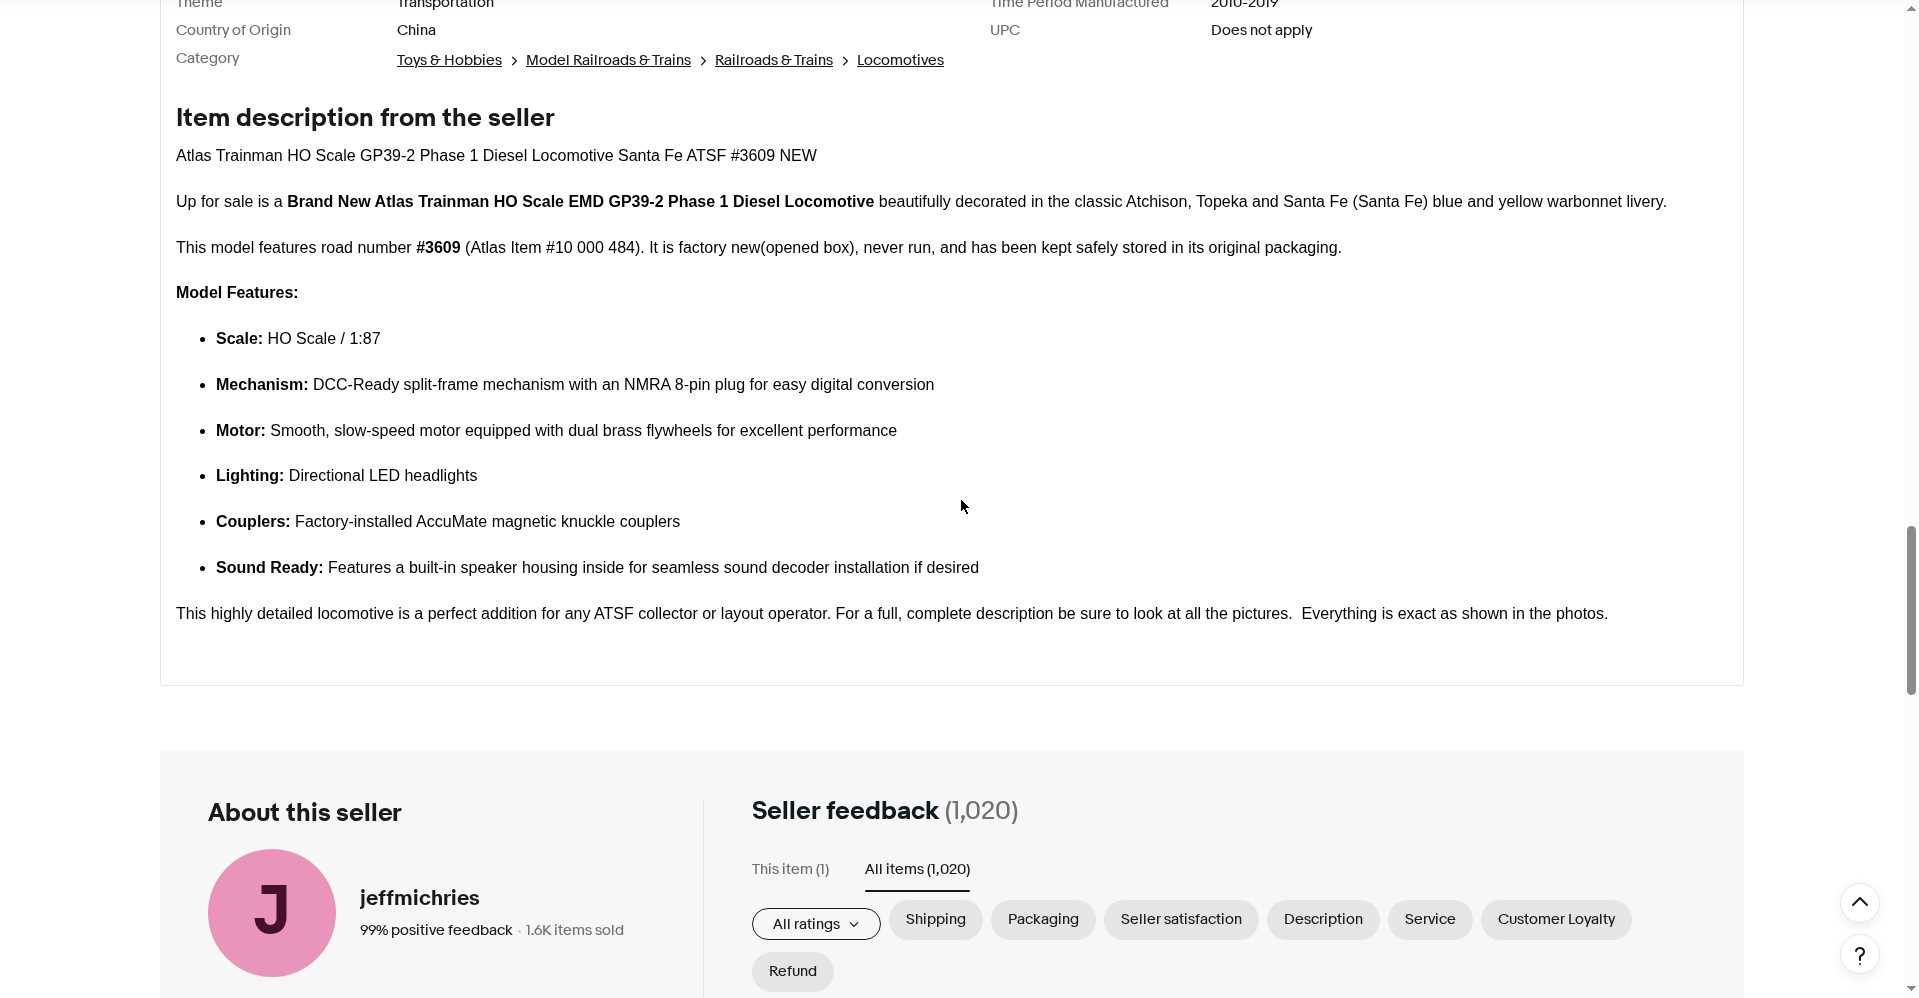 Theme Transportation Time Period Manufactured 2010-2019
Country of Origin China UPC Does not apply
Category Toys & Hobbies > Model Railroads & Trains > Railroads & Trains > Locomotives
Item description from the seller
Atlas Trainman HO Scale GP39-2 Phase 1 Diesel Locomotive Santa Fe ATSF #3609 NEW
Up for sale is a Brand New Atlas Trainman HO Scale EMD GP39-2 Phase 1 Diesel Locomotive beautifully decorated in the classic Atchison, Topeka and Santa Fe (Santa Fe) blue and yellow warbonnet livery.
This model features road number #3609 (Atlas Item #10 000 484). It is factory new(opened box), never run, and has been kept safely stored in its original packaging.
Model Features:
• Scale: HO Scale / 1:87
• Mechanism: DCC-Ready split-frame mechanism with an NMRA 8-pin plug for easy digital conversion
• Motor: Smooth, slow-speed motor equipped with dual brass flywheels for excellent performance
• Lighting: Directional LED headlights
• Couplers: Factory-installed AccuMate magnetic knuckle couplers
• Sound Ready: Features a built-in speaker housing inside for seamless sound decoder installation if desired
This highly detailed locomotive is a perfect addition for any ATSF collector or layout operator. For a full, complete description be sure to look at all the pictures.  Everything is exact as shown in the photos.
About this seller
J
jeffmichries
99% positive feedback • 1.6K items sold
Seller feedback (1,020)
This item (1) All items (1,020)
All ratings Shipping Packaging Seller satisfaction Description Service Customer Loyalty
Refund
?